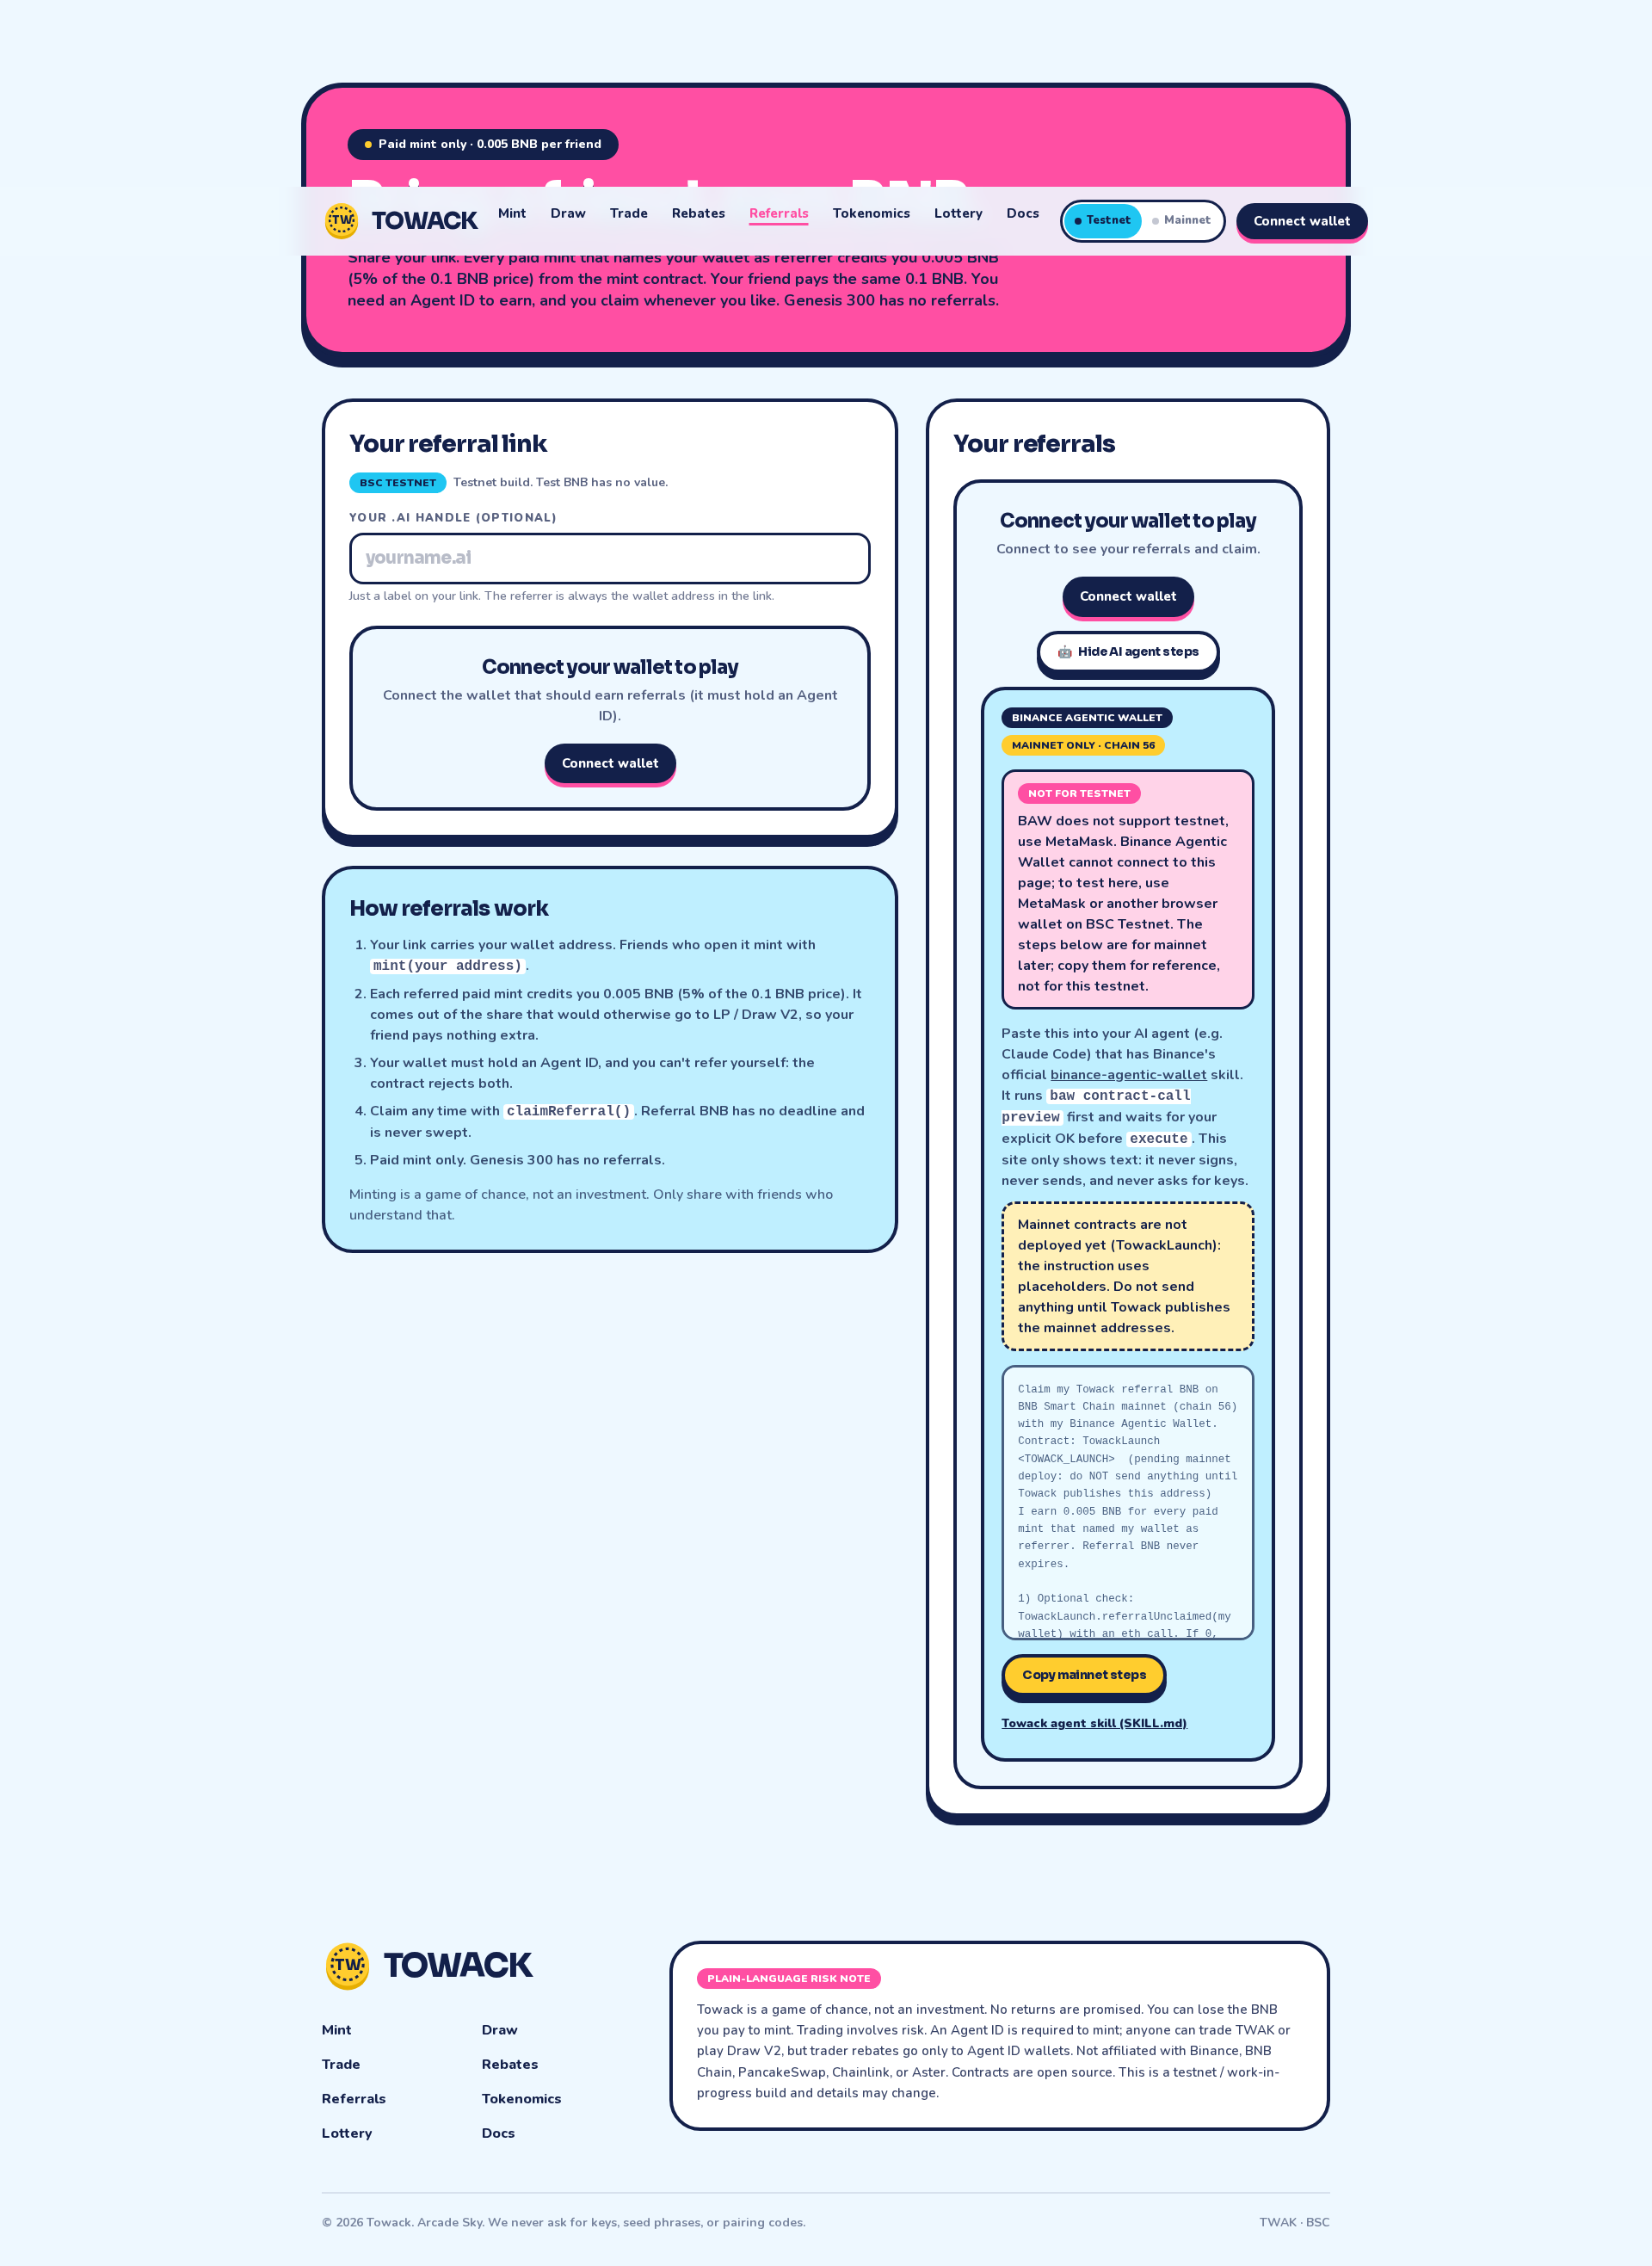 Paid mint only · 0.005 BNB per friend
TW
TOWACK
Mint
Draw
Trade
Rebates
Referrals
Tokenomics
Lottery
Docs
Testnet
Mainnet
Connect wallet
Share your link. Every paid mint that names your wallet as referrer credits you 0.005 BNB
(5% of the 0.1 BNB price) from the mint contract. Your friend pays the same 0.1 BNB. You
need an Agent ID to earn, and you claim whenever you like. Genesis 300 has no referrals.
Your referral link
BSC TESTNET
Testnet build. Test BNB has no value.
YOUR .AI HANDLE (OPTIONAL)
yourname.ai
Just a label on your link. The referrer is always the wallet address in the link.
Connect your wallet to play
Connect the wallet that should earn referrals (it must hold an Agent
ID).
Connect wallet
How referrals work
1. Your link carries your wallet address. Friends who open it mint with
mint(your address).
2. Each referred paid mint credits you 0.005 BNB (5% of the 0.1 BNB price). It
comes out of the share that would otherwise go to LP / Draw V2, so your
friend pays nothing extra.
3. Your wallet must hold an Agent ID, and you can't refer yourself: the
contract rejects both.
4. Claim any time with claimReferral(). Referral BNB has no deadline and
is never swept.
5. Paid mint only. Genesis 300 has no referrals.
Minting is a game of chance, not an investment. Only share with friends who
understand that.
Your referrals
Connect your wallet to play
Connect to see your referrals and claim.
Connect wallet
Hide AI agent steps
BINANCE AGENTIC WALLET
MAINNET ONLY · CHAIN 56
NOT FOR TESTNET
BAW does not support testnet,
use MetaMask. Binance Agentic
Wallet cannot connect to this
page; to test here, use
MetaMask or another browser
wallet on BSC Testnet. The
steps below are for mainnet
later; copy them for reference,
not for this testnet.
Paste this into your AI agent (e.g.
Claude Code) that has Binance's
official binance-agentic-wallet skill.
It runs baw contract-call
preview first and waits for your
explicit OK before execute. This
site only shows text: it never signs,
never sends, and never asks for keys.
Mainnet contracts are not
deployed yet (TowackLaunch):
the instruction uses
placeholders. Do not send
anything until Towack publishes
the mainnet addresses.
Claim my Towack referral BNB on
BNB Smart Chain mainnet (chain 56)
with my Binance Agentic Wallet.
Contract: TowackLaunch
<TOWACK_LAUNCH>  (pending mainnet
deploy: do NOT send anything until
Towack publishes this address)
I earn 0.005 BNB for every paid
mint that named my wallet as
referrer. Referral BNB never
expires.
1) Optional check:
TowackLaunch.referralUnclaimed(my
wallet) with an eth_call. If 0,
Copy mainnet steps
Towack agent skill (SKILL.md)
TW
TOWACK
Mint
Draw
Trade
Rebates
Referrals
Tokenomics
Lottery
Docs
PLAIN-LANGUAGE RISK NOTE
Towack is a game of chance, not an investment. No returns are promised. You can lose the BNB
you pay to mint. Trading involves risk. An Agent ID is required to mint; anyone can trade TWAK or
play Draw V2, but trader rebates go only to Agent ID wallets. Not affiliated with Binance, BNB
Chain, PancakeSwap, Chainlink, or Aster. Contracts are open source. This is a testnet / work-in-
progress build and details may change.
© 2026 Towack. Arcade Sky. We never ask for keys, seed phrases, or pairing codes.
TWAK · BSC